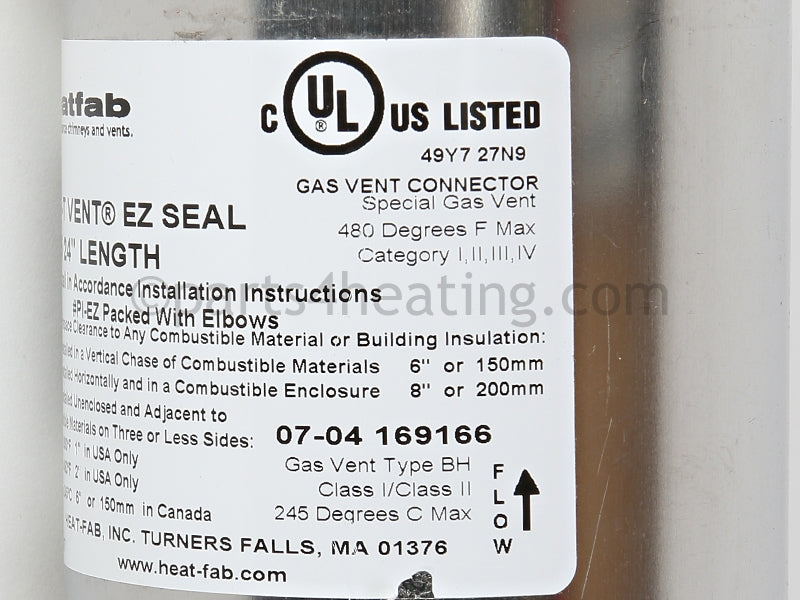 atfab
chimneys and vents.
C UL® US LISTED
49Y7 27N9
GAS VENT CONNECTOR
Special Gas Vent
480 Degrees F Max
Category I,II,III,IV
VENT® EZ SEAL
24" LENGTH
in Accordance Installation Instructions
#PI-EZ Packed With Elbows
©parts4heating.com
Clearance to Any Combustible Material or Building Insulation:
in a Vertical Chase of Combustible Materials 6" or 150mm
Horizontally and in a Combustible Enclosure 8" or 200mm
Unenclosed and Adjacent to
Materials on Three or Less Sides: 07-04 169166
1" in USA Only
2" in USA Only
6" or 150mm in Canada
Gas Vent Type BH
Class I/Class II
245 Degrees C Max
FLOW
HEAT-FAB, INC. TURNERS FALLS, MA 01376
www.heat-fab.com